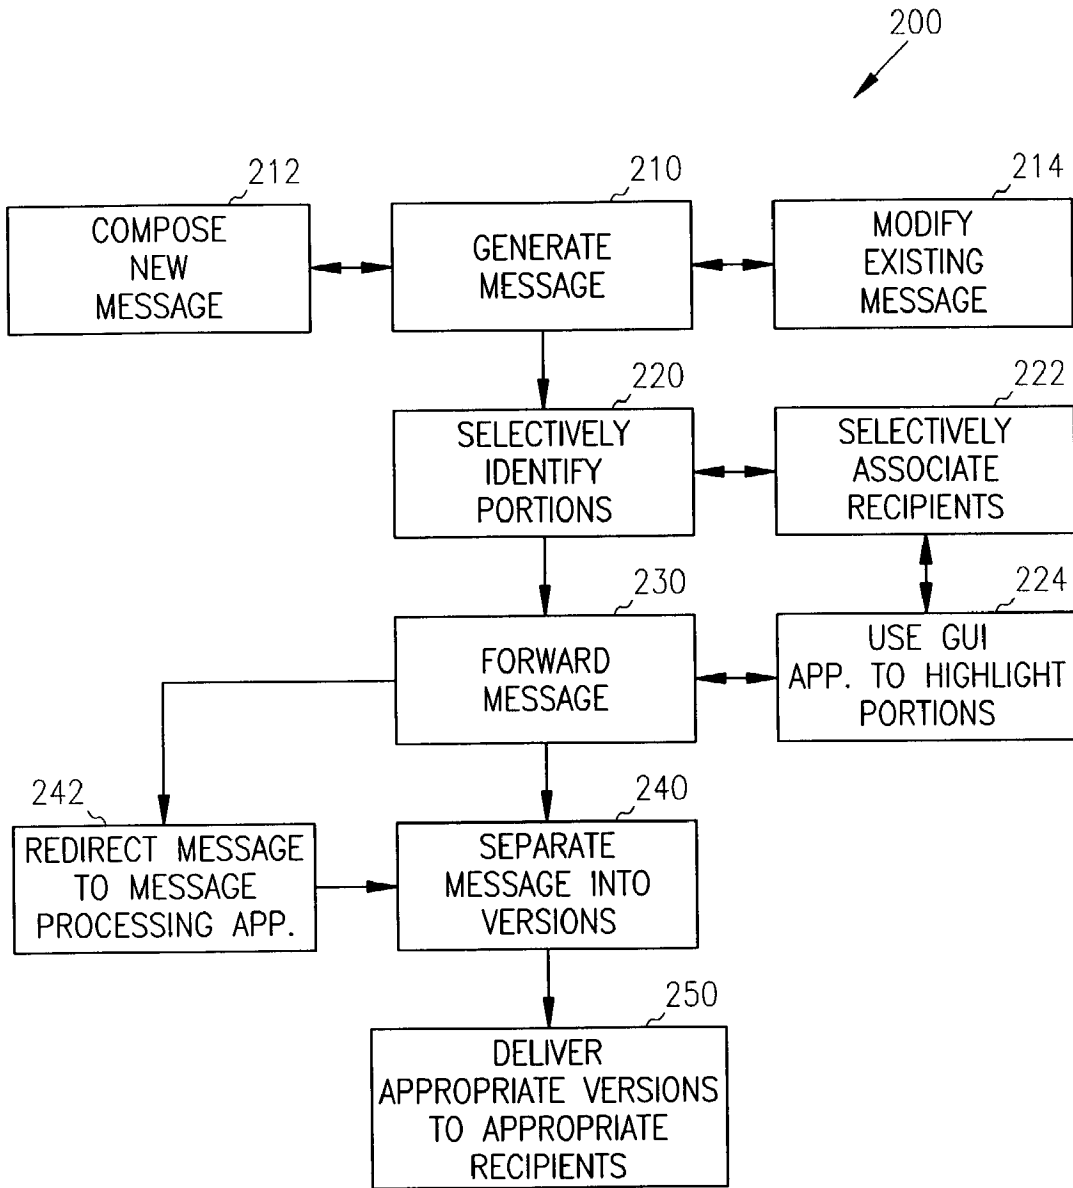 200
212
COMPOSE
NEW
MESSAGE
210
GENERATE
MESSAGE
214
MODIFY
EXISTING
MESSAGE
220
SELECTIVELY
IDENTIFY
PORTIONS
222
SELECTIVELY
ASSOCIATE
RECIPIENTS
230
FORWARD
MESSAGE
224
USE GUI
APP. TO HIGHLIGHT
PORTIONS
242
REDIRECT MESSAGE
TO MESSAGE
PROCESSING APP.
240
SEPARATE
MESSAGE INTO
VERSIONS
250
DELIVER
APPROPRIATE VERSIONS
TO APPROPRIATE
RECIPIENTS